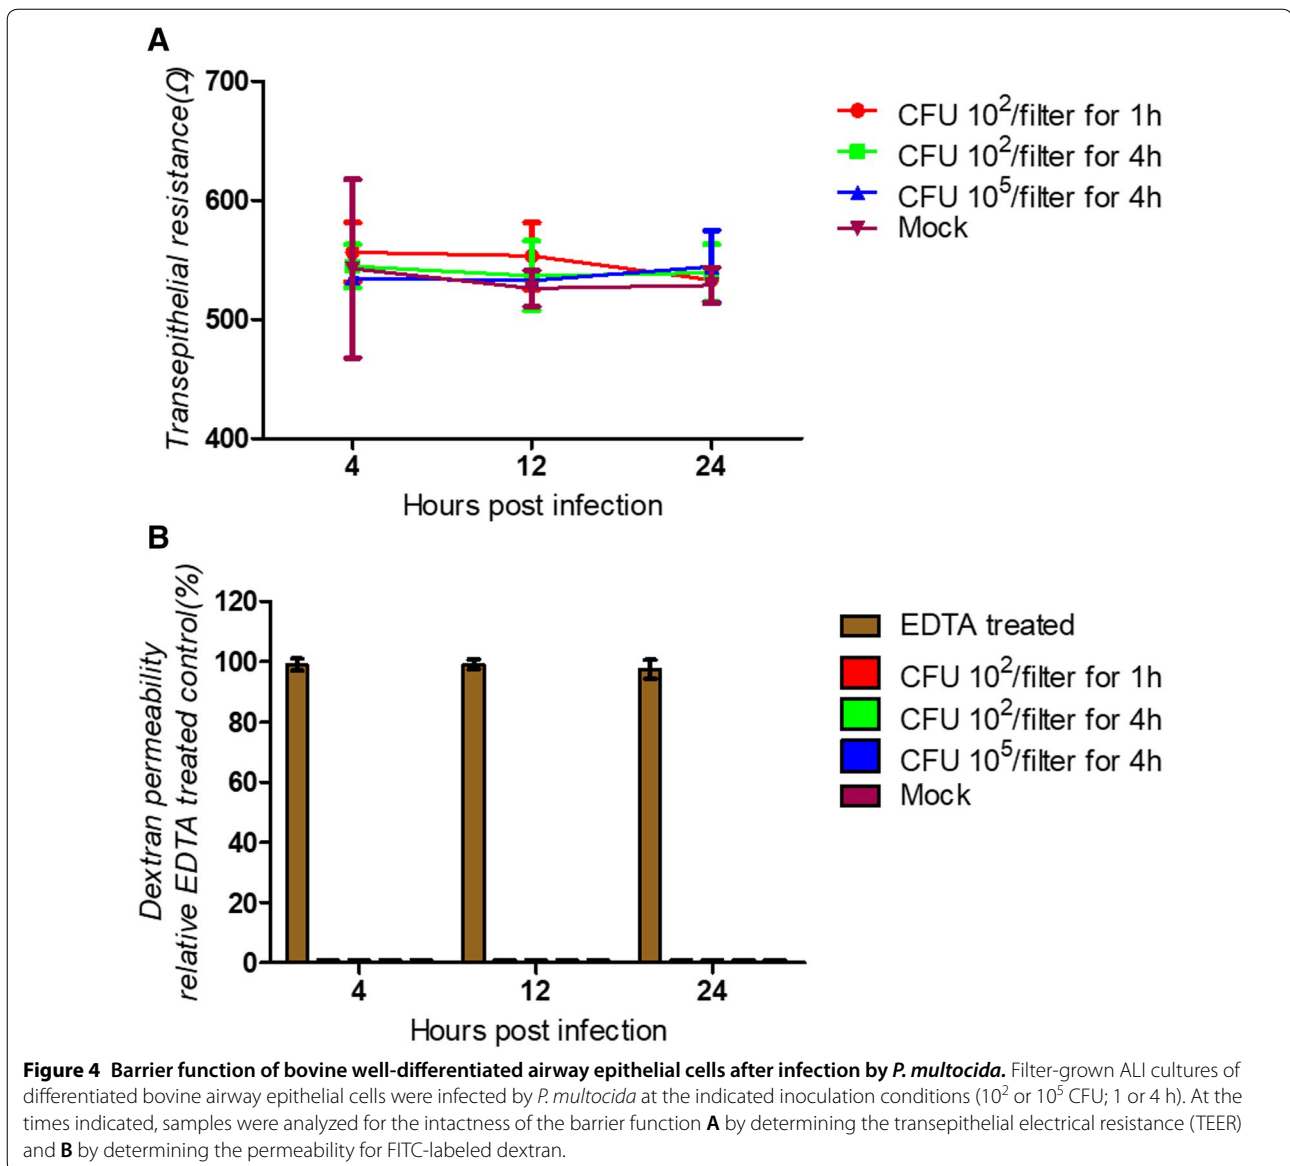 A
Transepithelial resistance(Ω)
700
600
500
400
4 12 24
Hours post infection
CFU 10²/filter for 1h
CFU 10²/filter for 4h
CFU 10⁵/filter for 4h
Mock
B
Dextran permeability
relative EDTA treated control(%)
120
100
80
60
40
20
0
4 12 24
Hours post infection
EDTA treated
CFU 10²/filter for 1h
CFU 10²/filter for 4h
CFU 10⁵/filter for 4h
Mock
Figure 4 Barrier function of bovine well-differentiated airway epithelial cells after infection by P. multocida. Filter-grown ALI cultures of
differentiated bovine airway epithelial cells were infected by P. multocida at the indicated inoculation conditions (10² or 10⁵ CFU; 1 or 4 h). At the
times indicated, samples were analyzed for the intactness of the barrier function A by determining the transepithelial electrical resistance (TEER)
and B by determining the permeability for FITC-labeled dextran.